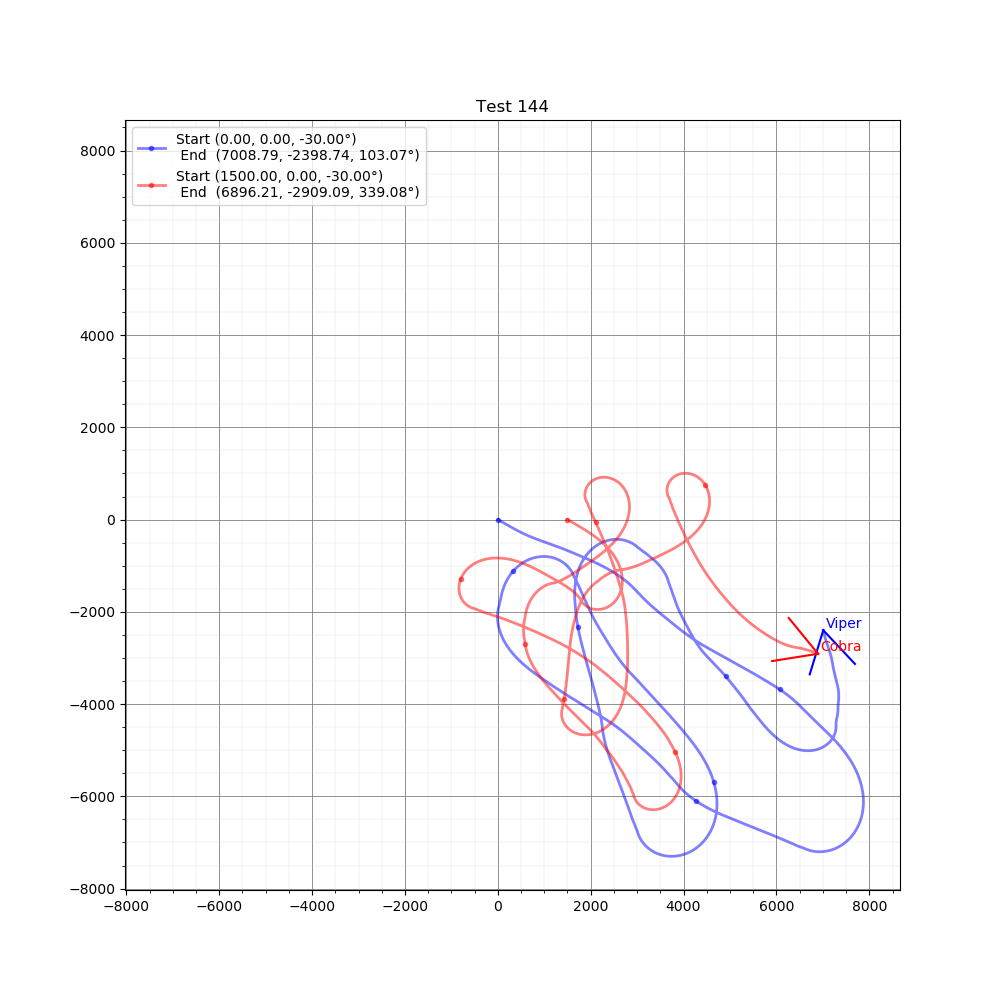 Test 144
Start (0.00, 0.00, -30.00°)
End  (7008.79, -2398.74, 103.07°)
Start (1500.00, 0.00, -30.00°)
End  (6896.21, -2909.09, 339.08°)
8000
6000
4000
2000
0
−2000
−4000
−6000
−8000
Viper
Cobra
−8000 −6000 −4000 −2000 0 2000 4000 6000 8000